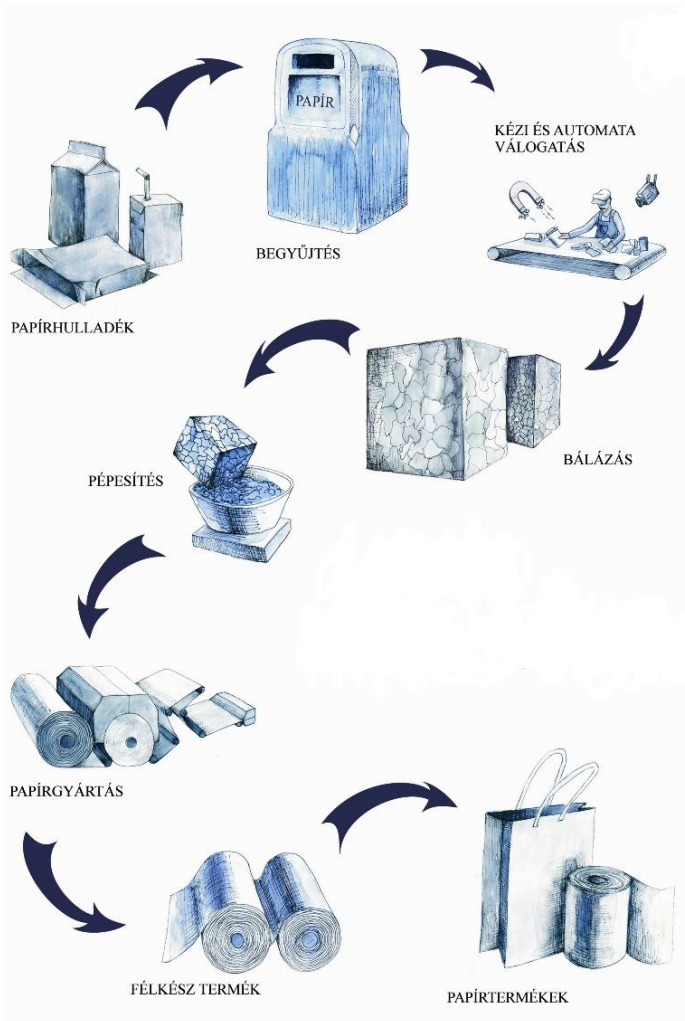 PAPÍR
KÉZI ÉS AUTOMATA
VÁLOGATÁS
BEGYŰJTÉS
PAPÍRHULLADÉK
BÁLÁZÁS
PÉPESÍTÉS
PAPÍRGYÁRTÁS
FÉLKÉSZ TERMÉK
PAPÍRTERMÉKEK